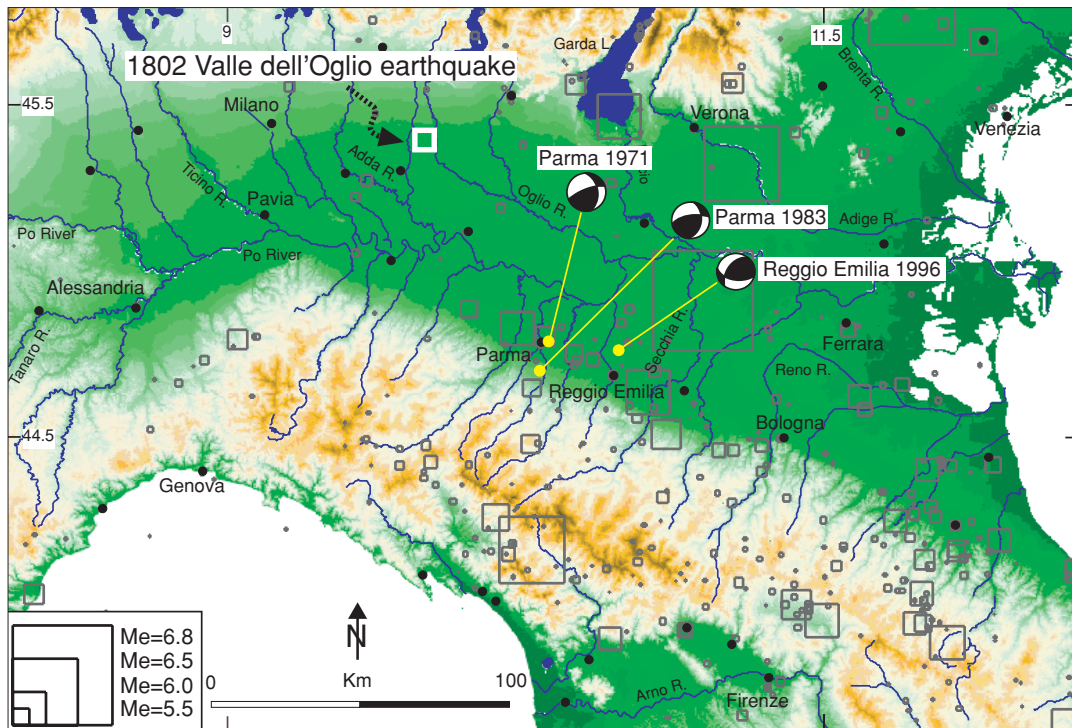 9
11.5
Garda L.
1802 Valle dell'Oglio earthquake
Brenta R.
45.5
Milano
Verona
Venezia
Parma 1971
Adda R.
Ticino R.
Oglio R.
Pavia
Parma 1983
Adige R.
Po River
Po River
Reggio Emilia 1996
Alessandria
Secchia R.
Tanaro R.
Parma
Ferrara
Reno R.
Reggio Emilia
44.5
Bologna
Genova
N
Me=6.8
Me=6.5
Me=6.0
Me=5.5
0
Km
100
Arno R.
Firenze